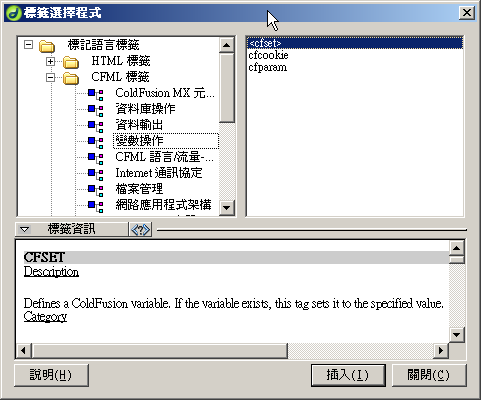 標籤選擇程式
標記語言標籤
HTML 標籤
CFML 標籤
ColdFusion MX 元...
資料庫操作
資料輸出
變數操作
CFML 語言/流量-...
Internet 通訊協定
檔案管理
網路應用程式架構
<cfset>
cfcookie
cfparam
標籤資訊
<?>
CFSET
Description
Defines a ColdFusion variable. If the variable exists, this tag sets it to the specified value.
Category
說明(H)
插入(I)
關閉(C)